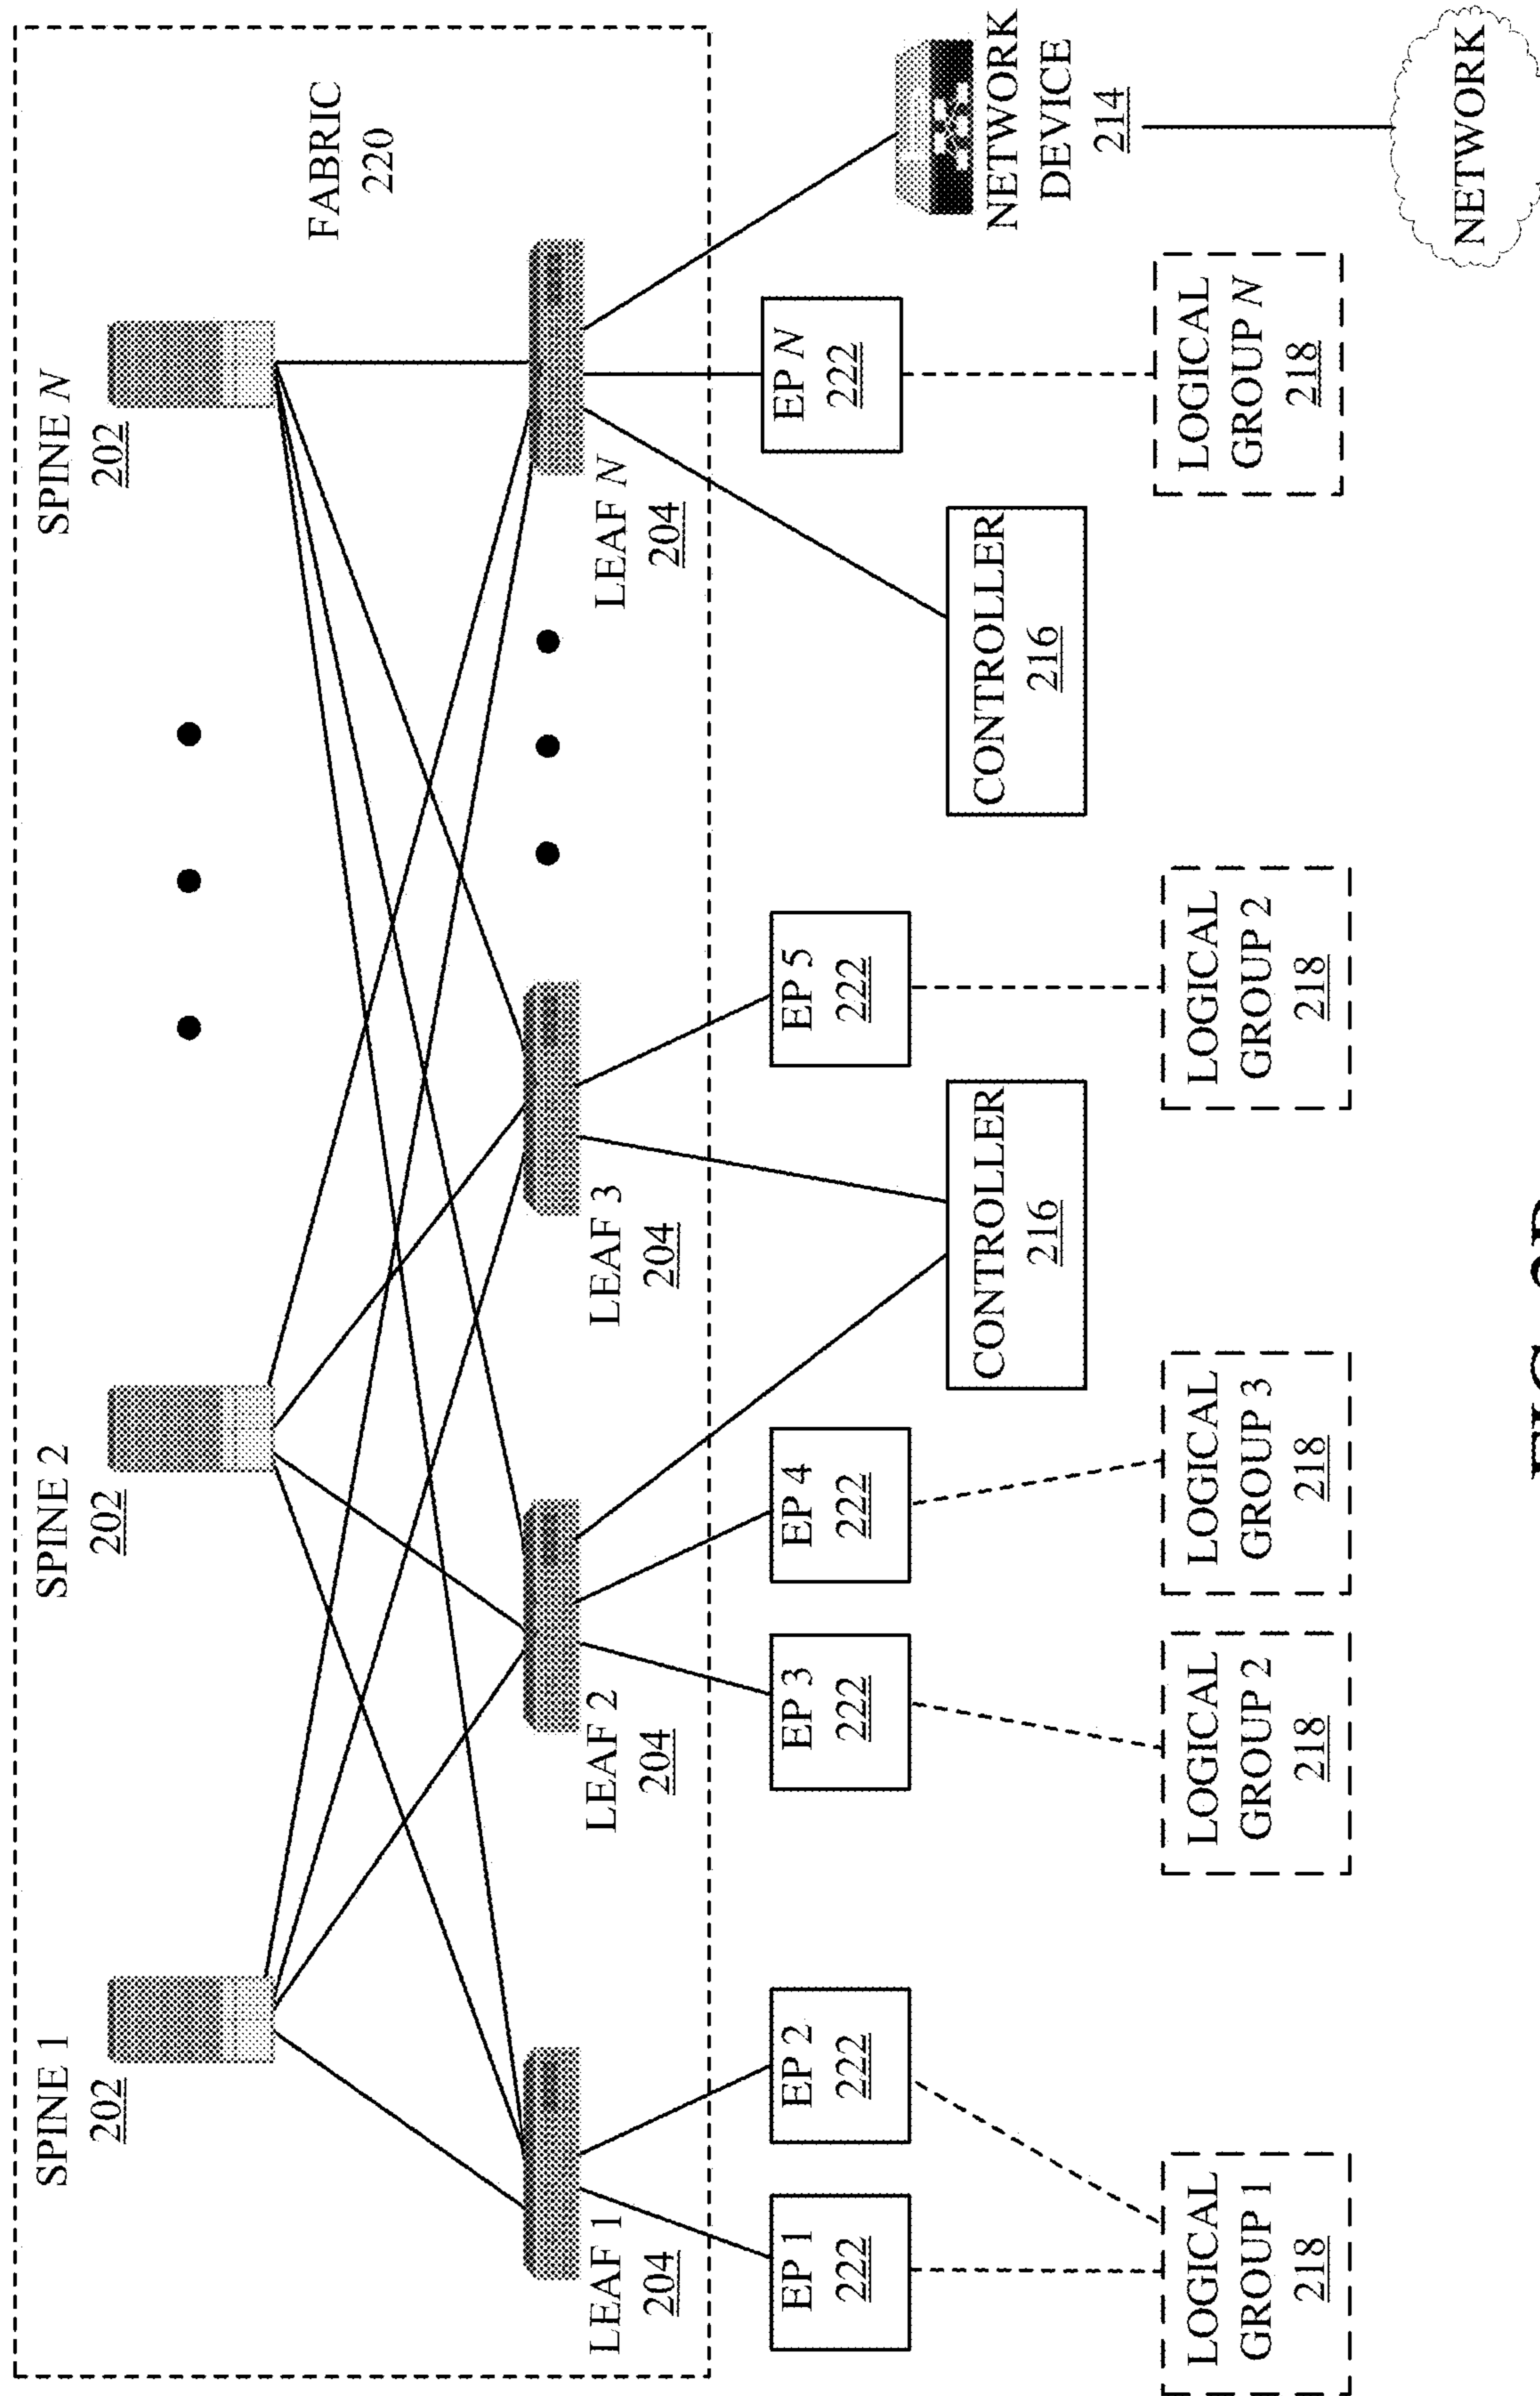 SPINE 1
202
SPINE 2
202
SPINE N
202
FABRIC
220
LEAF 1
204
LEAF 2
204
LEAF 3
204
LEAF N
204
EP 1
222
EP 2
222
EP 3
222
EP 4
222
EP 5
222
EP N
222
CONTROLLER
216
CONTROLLER
216
NETWORK
DEVICE
214
LOGICAL
GROUP 1
218
LOGICAL
GROUP 2
218
LOGICAL
GROUP 3
218
LOGICAL
GROUP 2
218
LOGICAL
GROUP N
218
NETWORK